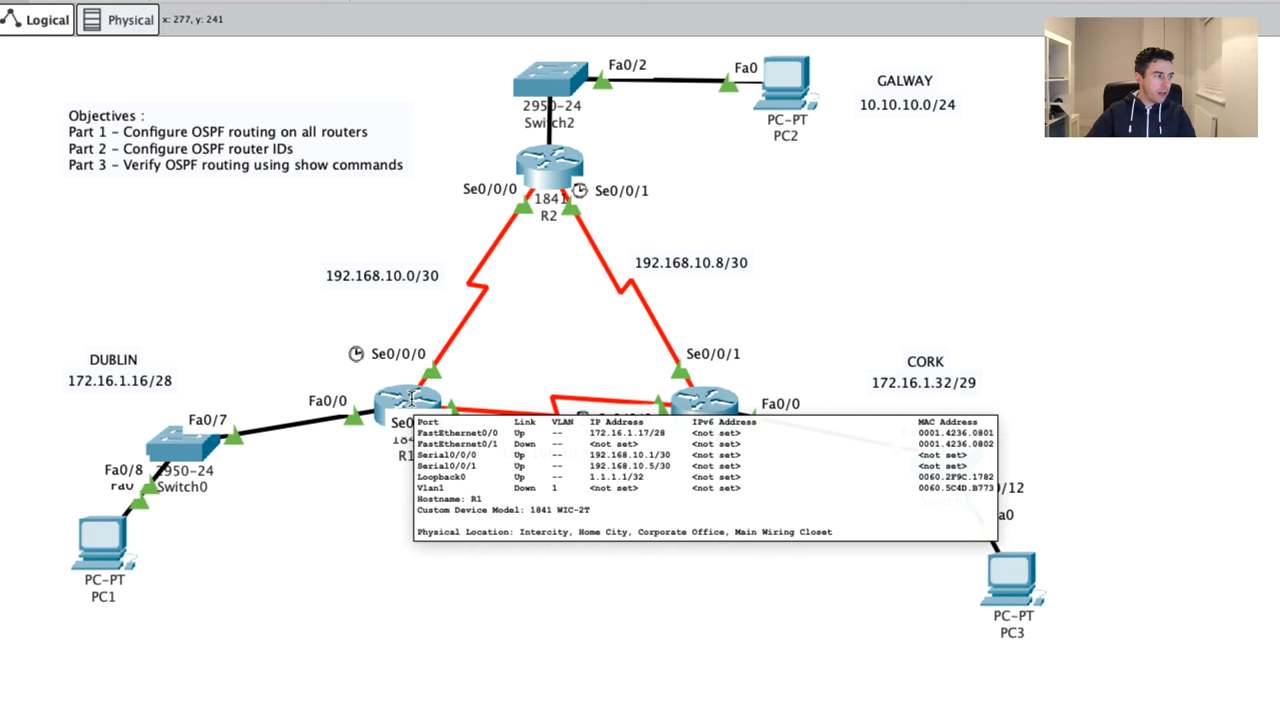 Logical
Physical
x: 277, y: 241
Objectives :
Part 1 – Configure OSPF routing on all routers
Part 2 – Configure OSPF router IDs
Part 3 – Verify OSPF routing using show commands
Fa0/2
Fa0
2950-24
Switch2
PC-PT
PC2
GALWAY
10.10.10.0/24
Se0/0/0
Se0/0/1
1841
R2
192.168.10.0/30
192.168.10.8/30
DUBLIN
172.16.1.16/28
Se0/0/0
Se0/0/1
CORK
172.16.1.32/29
Fa0/0
Fa0/0
Fa0/7
Fa0/8
2950-24
Switch0
PC-PT
PC1
R1
Port Link VLAN IP Address IPv6 Address MAC Address
FastEthernet0/0 Up -- 172.16.1.17/28 <not set> 0001.4236.0801
FastEthernet0/1 Down -- <not set> <not set> 0001.4236.0802
Serial0/0/0 Up -- 192.168.10.1/30 <not set> <not set>
Serial0/0/1 Up -- 192.168.10.5/30 <not set> <not set>
Loopback0 Up -- 1.1.1.1/32 <not set> 0060.2F9C.1782
Vlan1 Down 1 <not set> <not set> 0060.5C4D.B773
Hostname: R1
Custom Device Model: 1841 WIC-2T
Physical Location: Intercity, Home City, Corporate Office, Main Wiring Closet
/12
a0
PC-PT
PC3